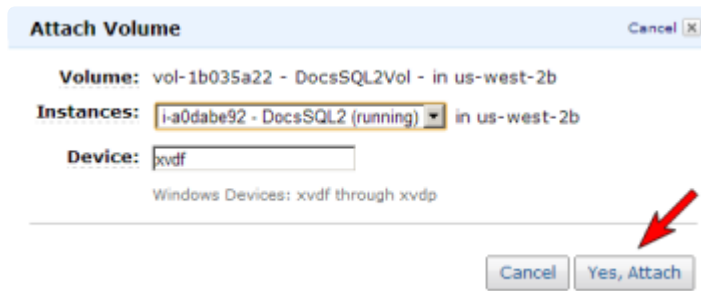 Attach Volume Cancel X
Volume: vol-1b035a22 - DocsSQL2Vol - in us-west-2b
Instances: i-a0dabe92 - DocsSQL2 (running) in us-west-2b
Device: xvdf
Windows Devices: xvdf through xvdp
Cancel Yes, Attach